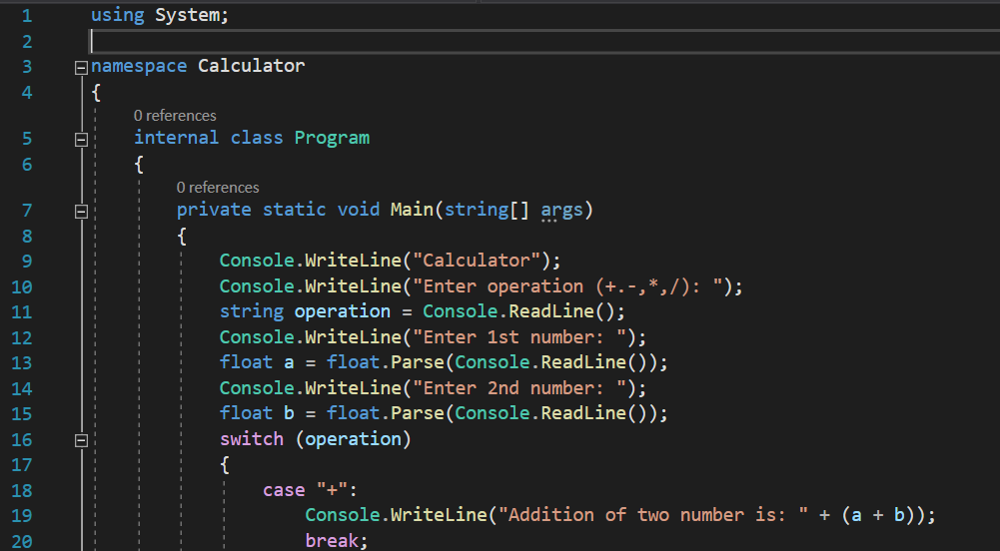 1 using System;
2
3 namespace Calculator
4 {
0 references
5 internal class Program
6 {
0 references
7 private static void Main(string[] args)
8 {
9 Console.WriteLine("Calculator");
10 Console.WriteLine("Enter operation (+.-,*,/): ");
11 string operation = Console.ReadLine();
12 Console.WriteLine("Enter 1st number: ");
13 float a = float.Parse(Console.ReadLine());
14 Console.WriteLine("Enter 2nd number: ");
15 float b = float.Parse(Console.ReadLine());
16 switch (operation)
17 {
18 case "+":
19 Console.WriteLine("Addition of two number is: " + (a + b));
20 break;